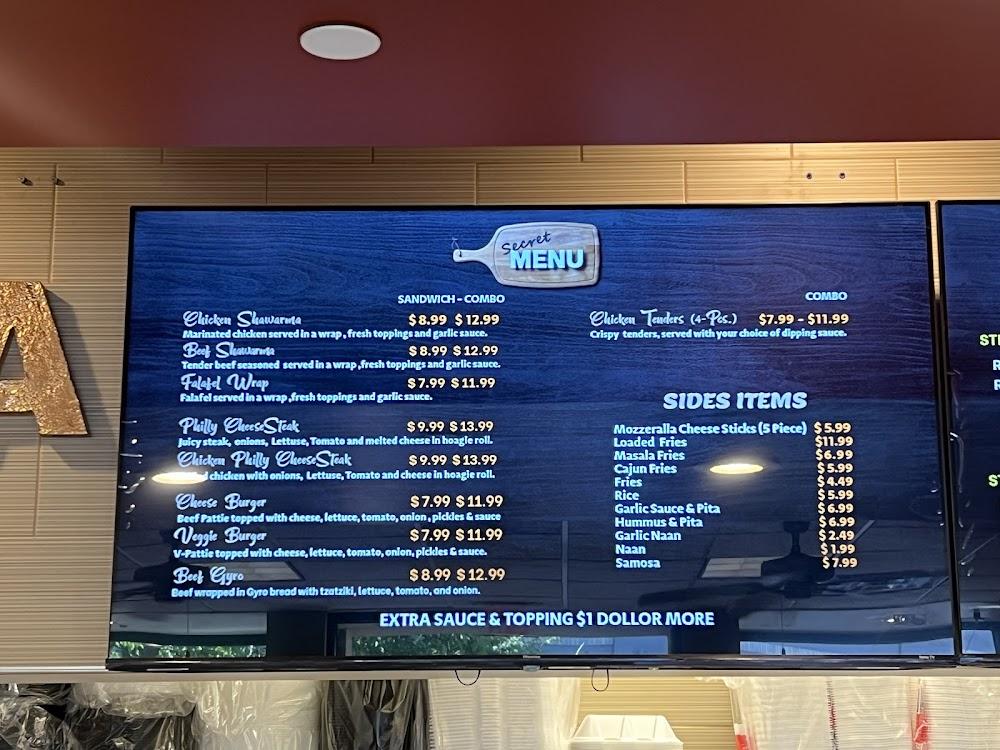 A
Secret
MENU
SANDWICH - COMBO
Chicken Shawarma $8.99 $12.99
Marinated chicken served in a wrap, fresh toppings and garlic sauce.
Beef Shawarma $8.99 $12.99
Tender beef seasoned served in a wrap, fresh toppings and garlic sauce.
Falafel Wrap $7.99 $11.99
Falafel served in a wrap, fresh toppings and garlic sauce.
Philly CheeseSteak $9.99 $13.99
Juicy steak, onions, Lettuce, Tomato and melted cheese in hoagie roll.
Chicken Philly CheeseSteak $9.99 $13.99
chicken with onions, Lettuce, Tomato and cheese in hoagie roll.
Cheese Burger $7.99 $11.99
Beef Pattie topped with cheese, lettuce, tomato, onion, pickles & sauce
Veggie Burger $7.99 $11.99
V-Pattie topped with cheese, lettuce, tomato, onion, pickles & sauce.
Beef Gyro $8.99 $12.99
Beef wrapped in Gyro bread with tzatziki, lettuce, tomato, and onion.
COMBO
Chicken Tenders (4-Pcs.) $7.99 - $11.99
Crispy tenders, served with your choice of dipping sauce.
SIDES ITEMS
Mozzeralla Cheese Sticks (5 Piece) $5.99
Loaded Fries $11.99
Masala Fries $6.99
Cajun Fries $5.99
Fries $4.49
Rice $5.99
Garlic Sauce & Pita $6.99
Hummus & Pita $6.99
Garlic Naan $2.49
Naan $1.99
Samosa $7.99
EXTRA SAUCE & TOPPING $1 DOLLOR MORE